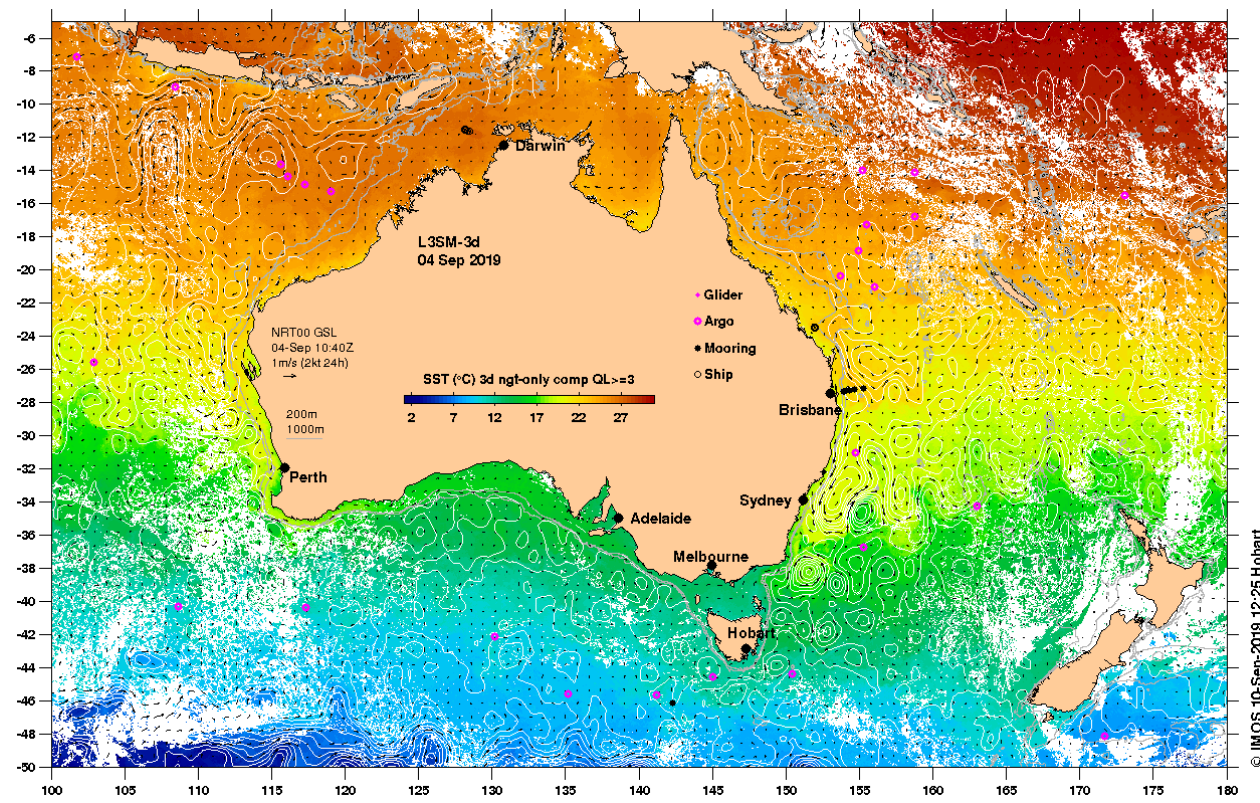 -6
-8
-10
-12
-14
-16
-18
-20
-22
-24
-26
-28
-30
-32
-34
-36
-38
-40
-42
-44
-46
-48
-50
Darwin
L3SM-3d
04 Sep 2019
Glider
Argo
Mooring
Ship
NRT00 GSL
04-Sep 10:40Z
1m/s (2kt 24h)
SST (°C) 3d ngt-only comp QL>=3
2 7 12 17 22 27
200m
1000m
Brisbane
Perth
Sydney
Adelaide
Melbourne
Hobart
100 105 110 115 120 125 130 135 140 145 150 155 160 165 170 175 180
© IMOS 10-Sep-2019 12:25 Hobart